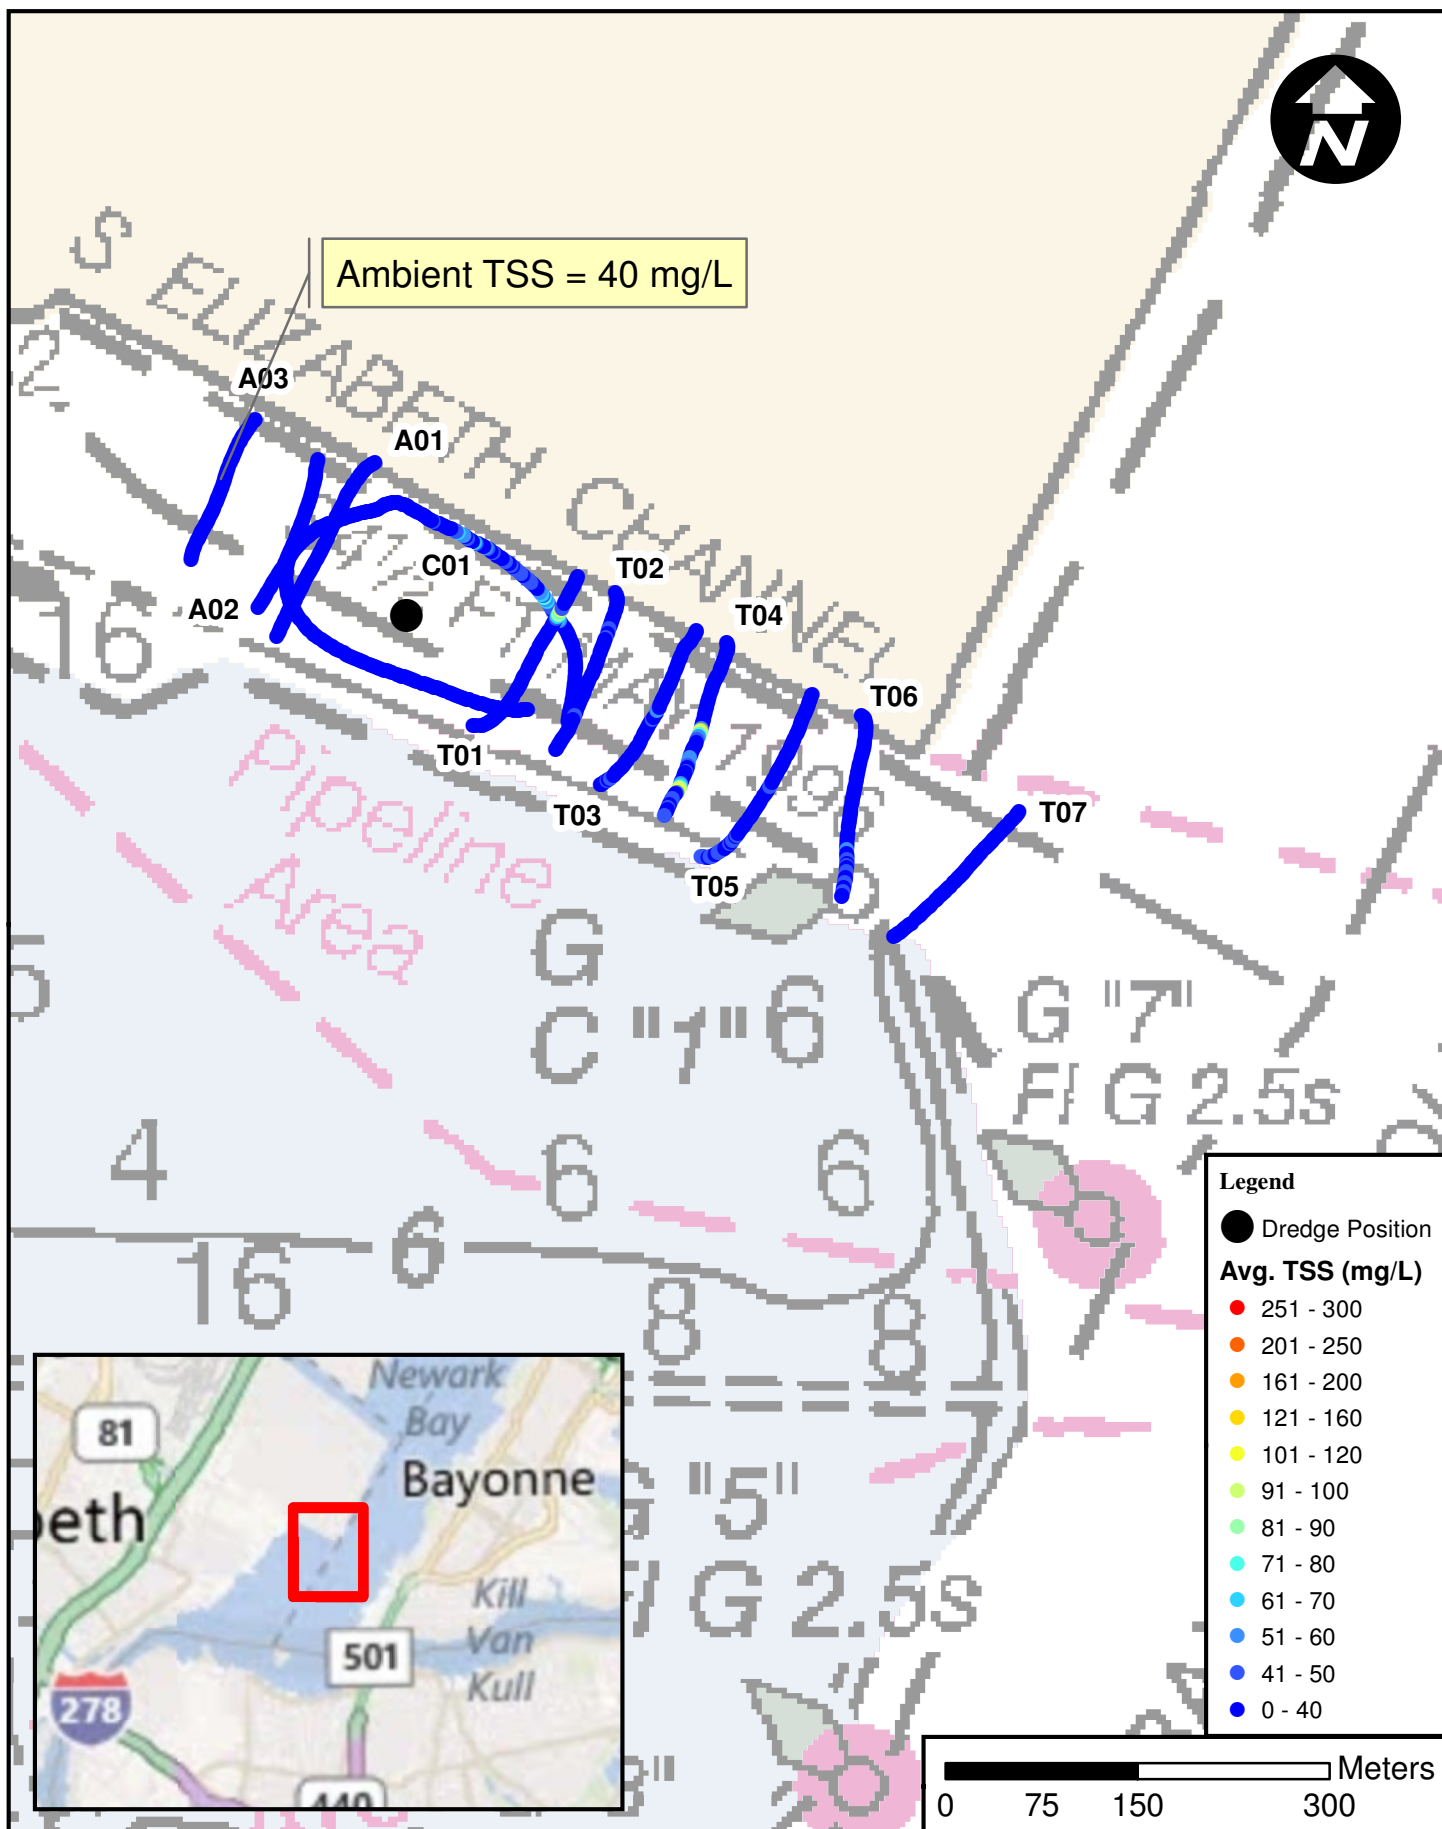 S ELIZABETH CHANNEL
Ambient TSS = 40 mg/L
2
A03
A01
C01
T02
A02
T04
16
T06
T01
T03
T07
T05
Pipeline
Area
G
C "1"
6
5
G "7"
Fl G 2.5s
4
6
6
6
16
8
8
G "5"
Fl G 2.5s
Legend
Dredge Position
Avg. TSS (mg/L)
251 - 300
201 - 250
161 - 200
121 - 160
101 - 120
91 - 100
81 - 90
71 - 80
61 - 70
51 - 60
41 - 50
0 - 40
Newark
Bay
81
Bayonne
beth
Kill
Van
Kull
501
278
440
Meters
0 75 150 300